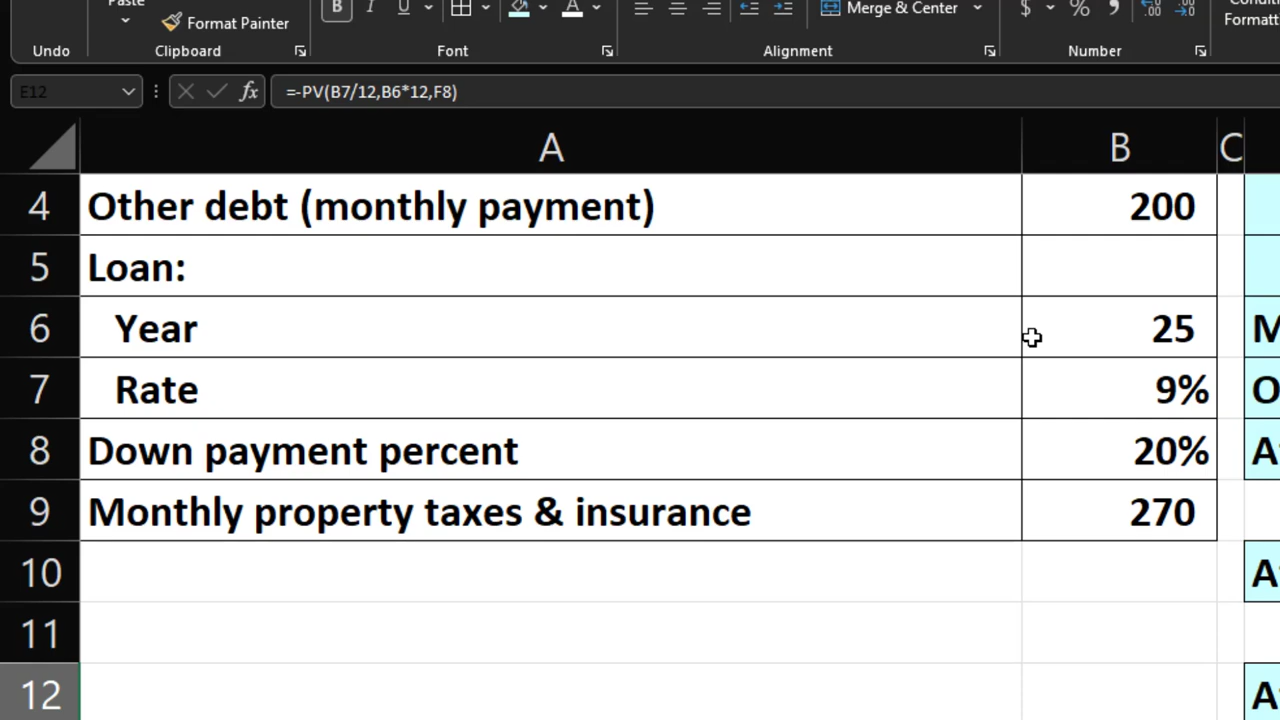 Paste
Format Painter
B I U A
Merge & Center
$ % ,
Undo
Clipboard
Font
Alignment
Number
E12
fx
=-PV(B7/12,B6*12,F8)
A B C
4 Other debt (monthly payment) 200
5 Loan:
6 Year 25
7 Rate 9%
8 Down payment percent 20%
9 Monthly property taxes & insurance 270
10
11
12